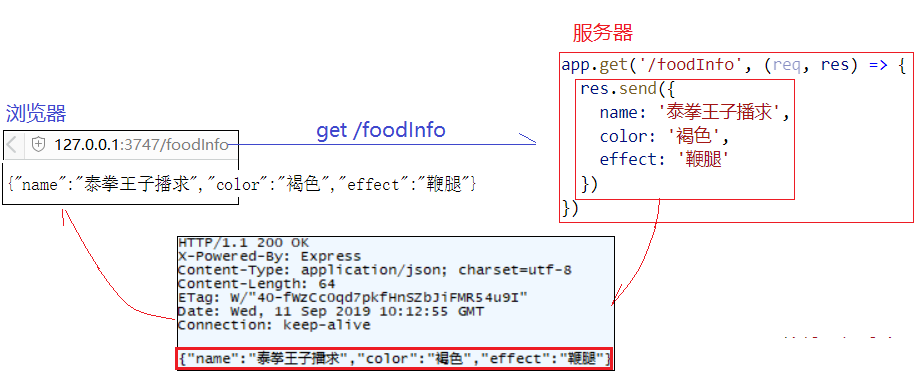 服务器
app.get('/foodInfo', (req, res) => {
res.send({
name: '泰拳王子播求',
color: '褐色',
effect: '鞭腿'
})
})
浏览器
127.0.0.1:3747/foodInfo
get /foodInfo
{"name":"泰拳王子播求","color":"褐色","effect":"鞭腿"}
HTTP/1.1 200 OK
X-Powered-By: Express
Content-Type: application/json; charset=utf-8
Content-Length: 64
ETag: W/"40-fWzCcOqd7pkfHnSZbJiFMR54u9I"
Date: Wed, 11 Sep 2019 10:12:55 GMT
Connection: keep-alive
{"name":"泰拳王子播求","color":"褐色","effect":"鞭腿"}